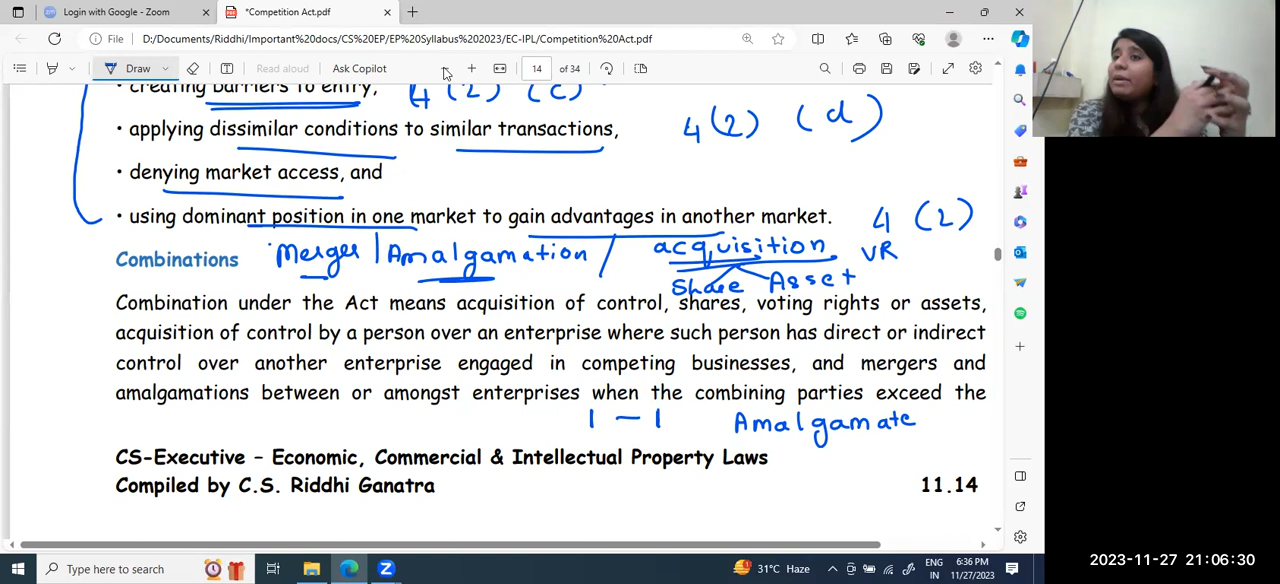 Login with Google - Zoom
*Competition Act.pdf
File
D:/Documents/Riddhi/Important%20docs/CS%20EP/EP%20Syllabus%202023/EC-IPL/Competition%20Act.pdf
Draw
Read aloud
Ask Copilot
14 of 34
• creating barriers to entry, 4 (2) (c)
• applying dissimilar conditions to similar transactions, 4 (2) (d)
• denying market access, and
• using dominant position in one market to gain advantages in another market. 4 (2)
Combinations Merger | Amalgamation / acquisition VR
Share Asset
Combination under the Act means acquisition of control, shares, voting rights or assets,
acquisition of control by a person over an enterprise where such person has direct or indirect
control over another enterprise engaged in competing businesses, and mergers and
amalgamations between or amongst enterprises when the combining parties exceed the
1 — 1 Amalgamate
CS-Executive – Economic, Commercial & Intellectual Property Laws
Compiled by C.S. Riddhi Ganatra 11.14
Type here to search
31°C Haze
ENG
IN
6:36 PM
11/27/2023
2023-11-27 21:06:30